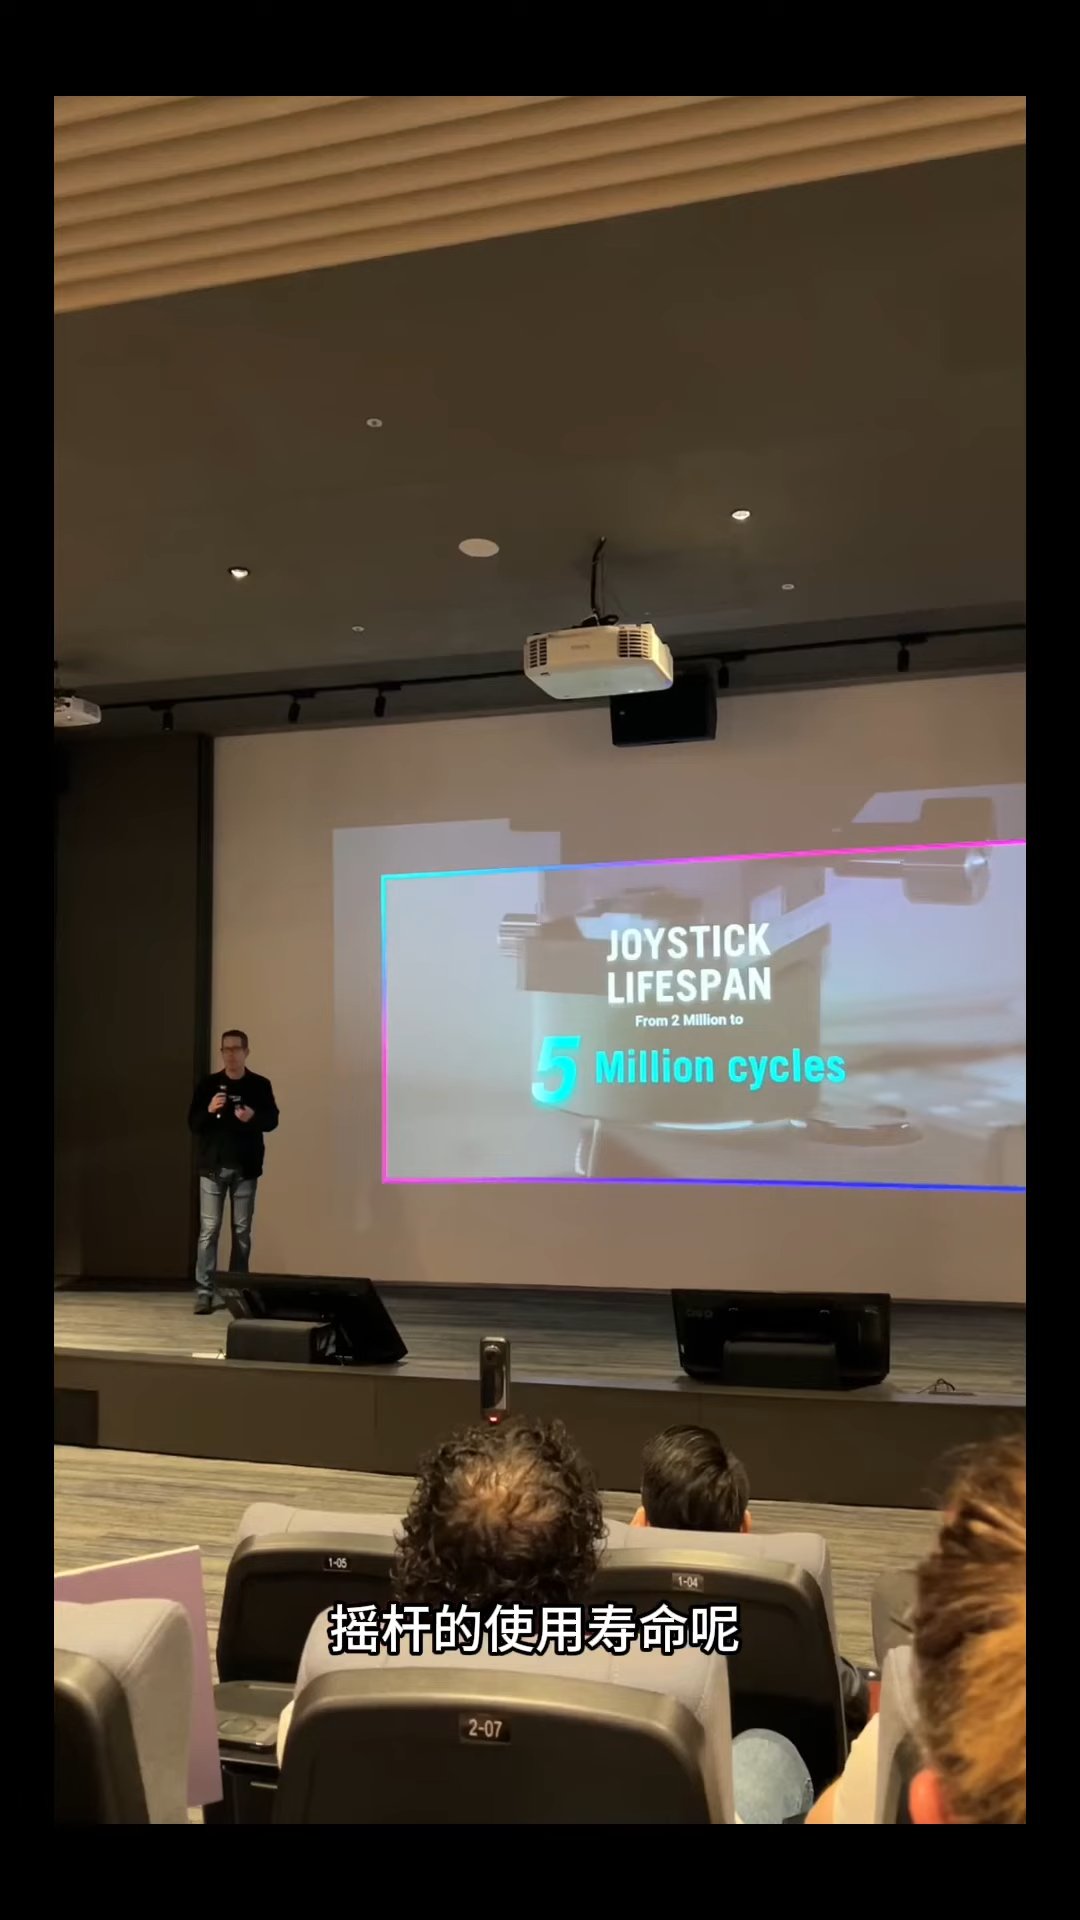 JOYSTICK
LIFESPAN
From 2 Million to
5 Million cycles
1-05
1-04
摇杆的使用寿命呢
2-07